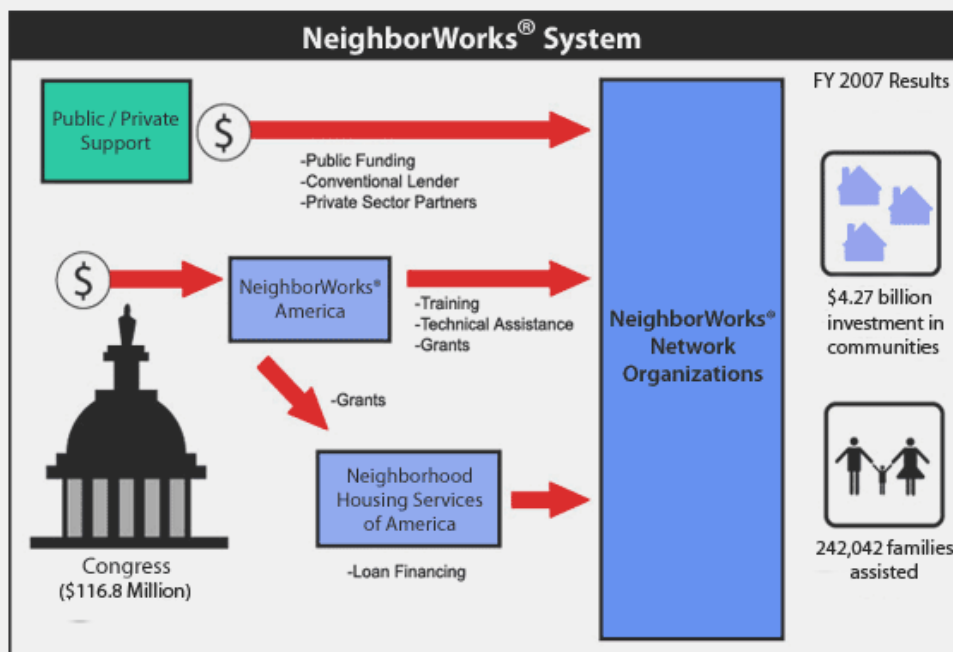 NeighborWorks® System
Public / Private
Support
$
-Public Funding
-Conventional Lender
-Private Sector Partners
$
NeighborWorks®
America
-Training
-Technical Assistance
-Grants
-Grants
Neighborhood
Housing Services
of America
-Loan Financing
Congress
($116.8 Million)
NeighborWorks®
Network
Organizations
FY 2007 Results
$4.27 billion
investment in
communities
242,042 families
assisted